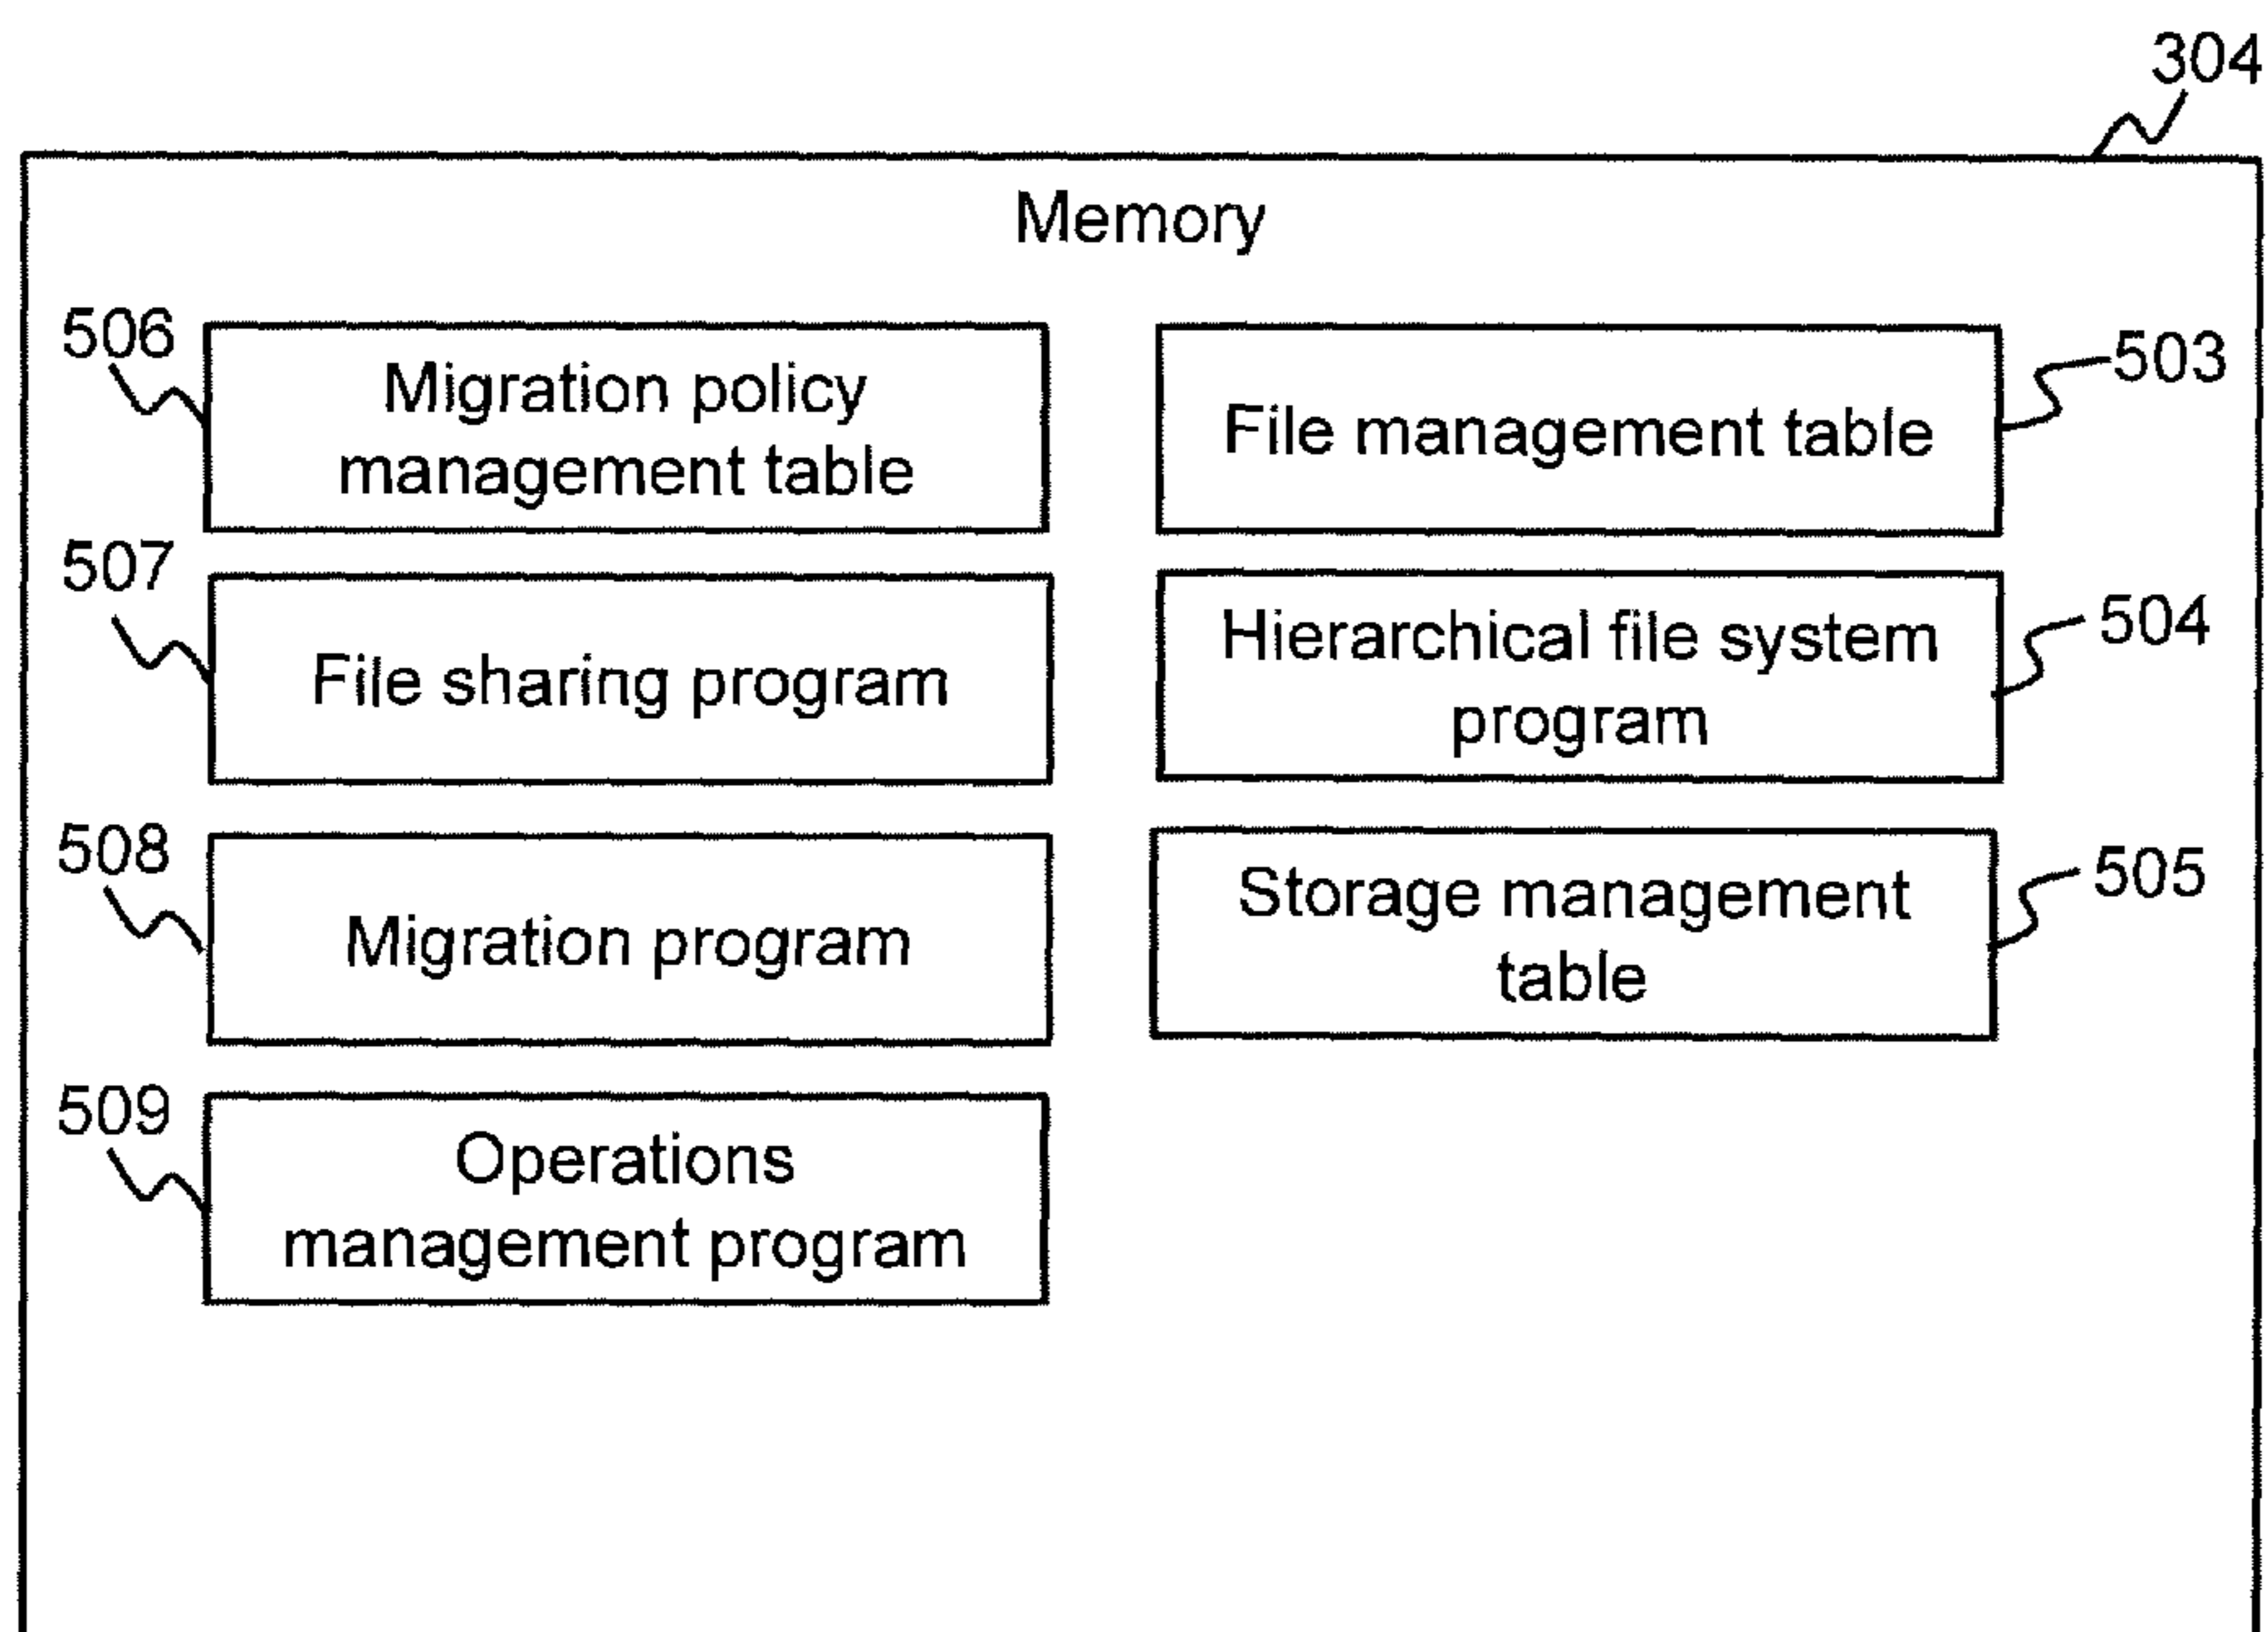 304
Memory
506
Migration policy
management table
503
File management table
507
File sharing program
504
Hierarchical file system
program
508
Migration program
505
Storage management
table
509
Operations
management program